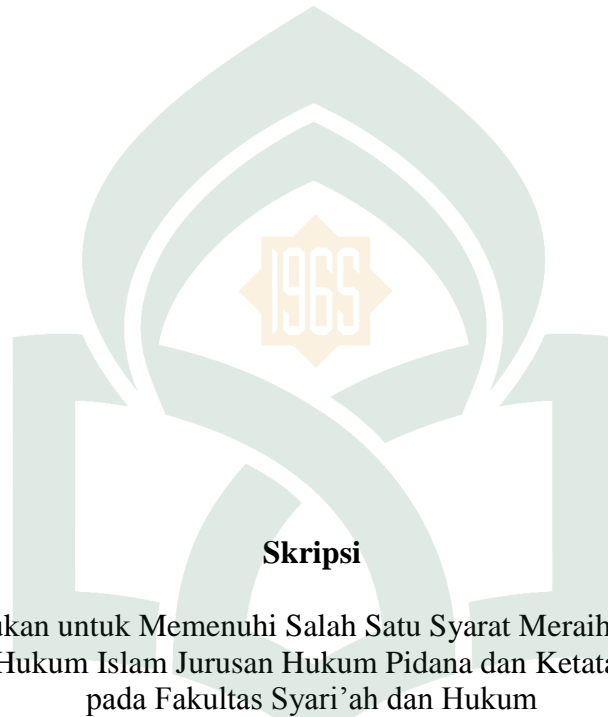 1965
Skripsi
ukan untuk Memenuhi Salah Satu Syarat Meraih
Hukum Islam Jurusan Hukum Pidana dan Ketata
pada Fakultas Syari’ah dan Hukum